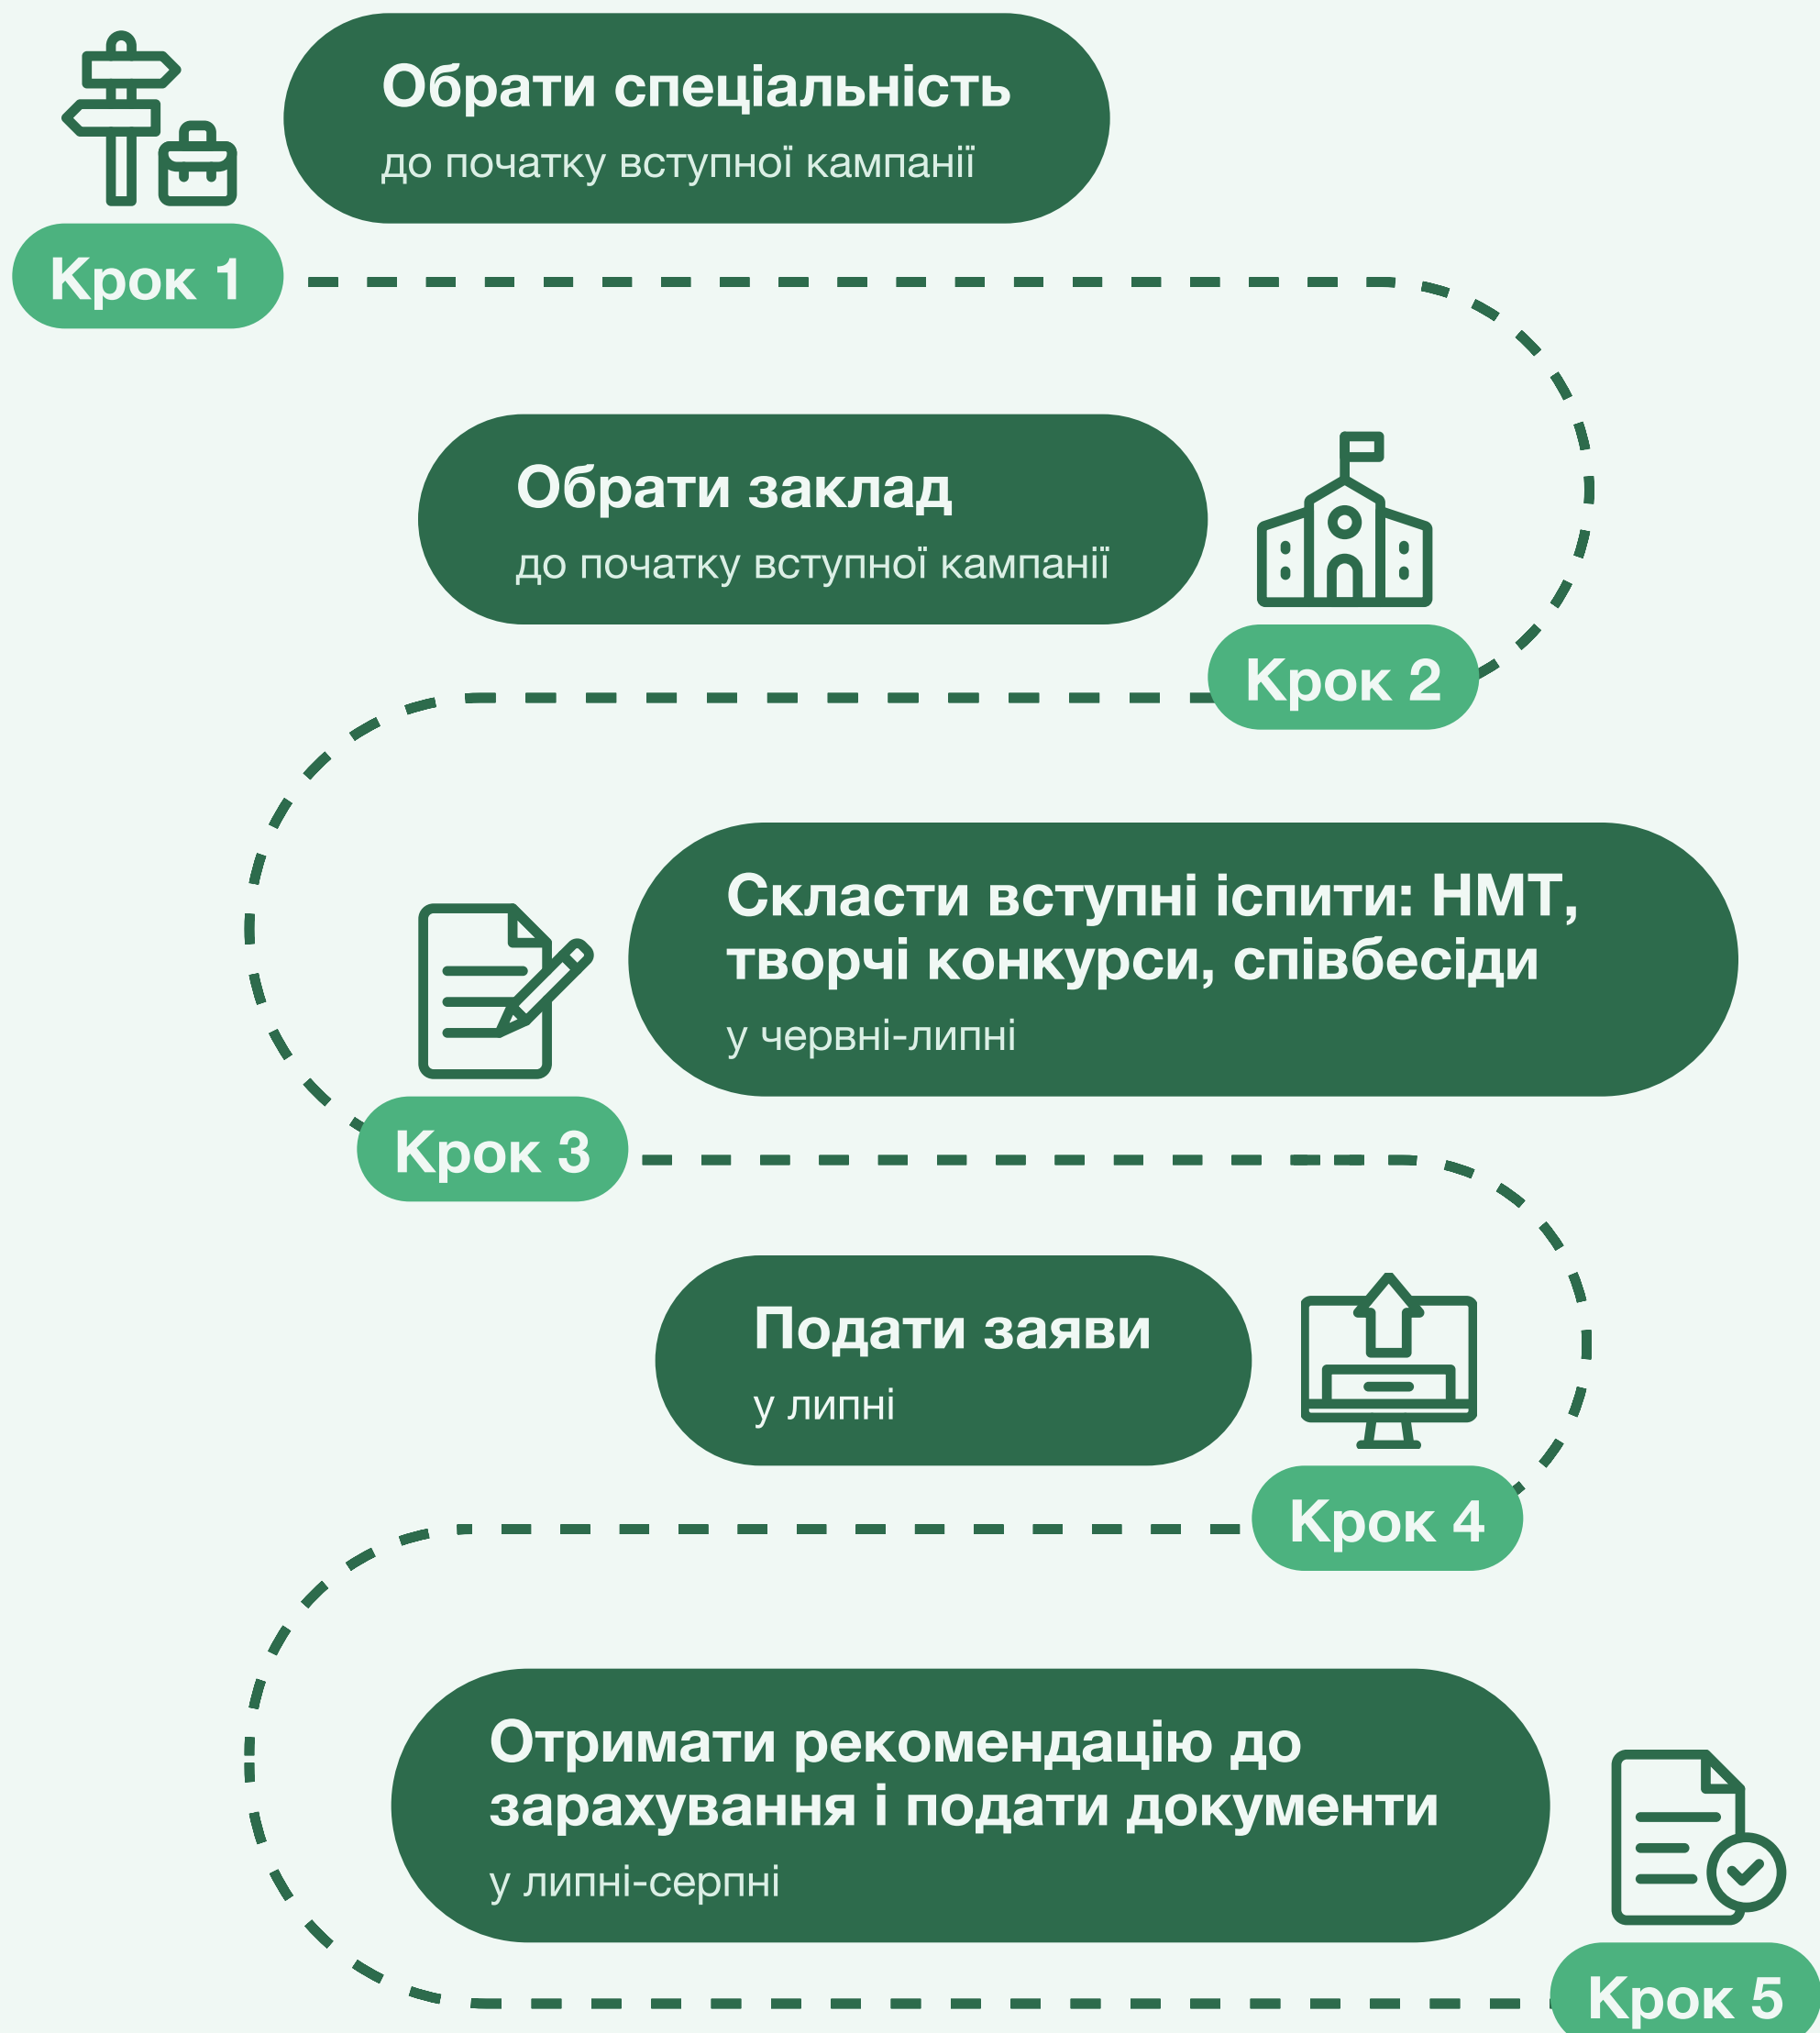 Обрати спеціальність
до початку вступної кампанії
Крок 1
Обрати заклад
до початку вступної кампанії
Крок 2
Скласти вступні іспити: НМТ,
творчі конкурси, співбесіди
у червні-липні
Крок 3
Подати заяви
у липні
Крок 4
Отримати рекомендацію до
зарахування і подати документи
у липні-серпні
Крок 5